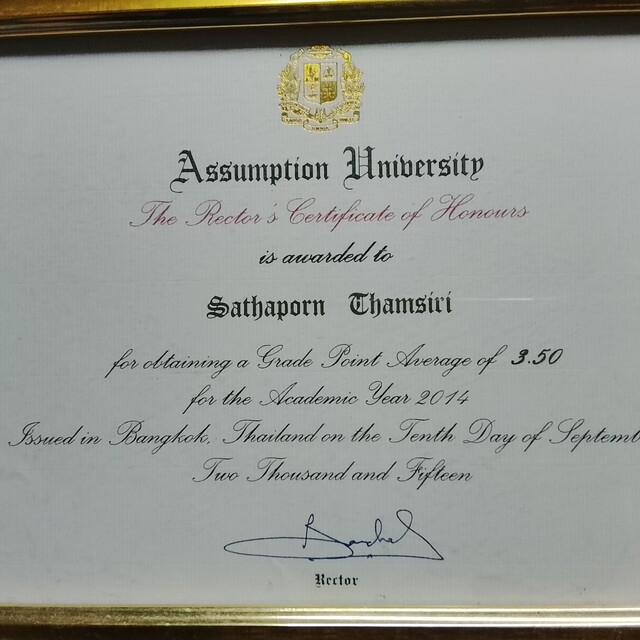 Assumption University
The Rector's Certificate of Honours
is awarded to
Sathaporn Thamsiri
for obtaining a Grade Point Average of 3.50
for the Academic Year 2014
Issued in Bangkok, Thailand on the Tenth Day of Septemb
Two Thousand and Fifteen
Rector